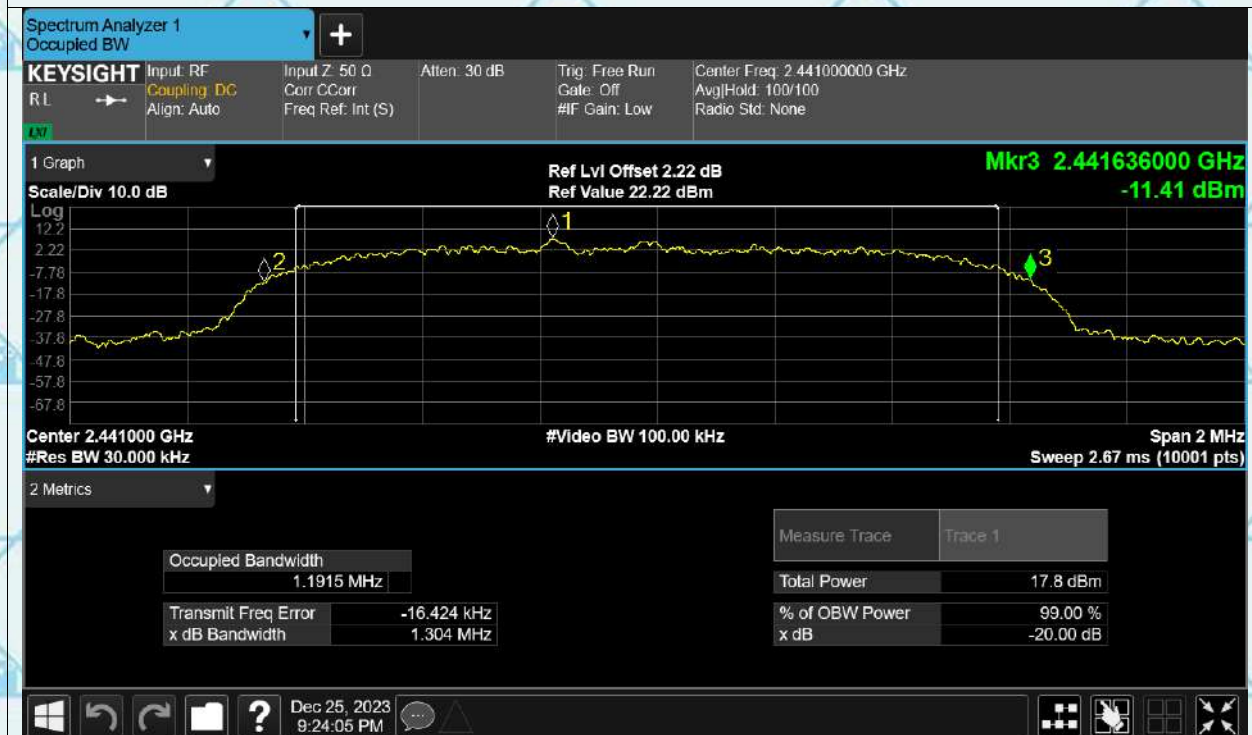 Spectrum Analyzer 1
Occupied BW
+
KEYSIGHT
RL
LXI
Input: RF
Coupling: DC
Align: Auto
Input Z: 50 Ω
Corr CCorr
Freq Ref: Int (S)
Atten: 30 dB
Trig: Free Run
Gate: Off
#IF Gain: Low
Center Freq: 2.441000000 GHz
Avg|Hold: 100/100
Radio Std: None
1 Graph
Scale/Div 10.0 dB
Ref Lvl Offset 2.22 dB
Ref Value 22.22 dBm
Mkr3 2.441636000 GHz
-11.41 dBm
Log
12.2
2.22
-7.78
-17.8
-27.8
-37.8
-47.8
-57.8
-67.8
1
2
3
Center 2.441000 GHz
#Res BW 30.000 kHz
#Video BW 100.00 kHz
Span 2 MHz
Sweep 2.67 ms (10001 pts)
2 Metrics
Measure Trace Trace 1
Occupied Bandwidth
1.1915 MHz
Total Power 17.8 dBm
Transmit Freq Error -16.424 kHz
% of OBW Power 99.00 %
x dB Bandwidth 1.304 MHz
x dB -20.00 dB
?
Dec 25, 2023
9:24:05 PM